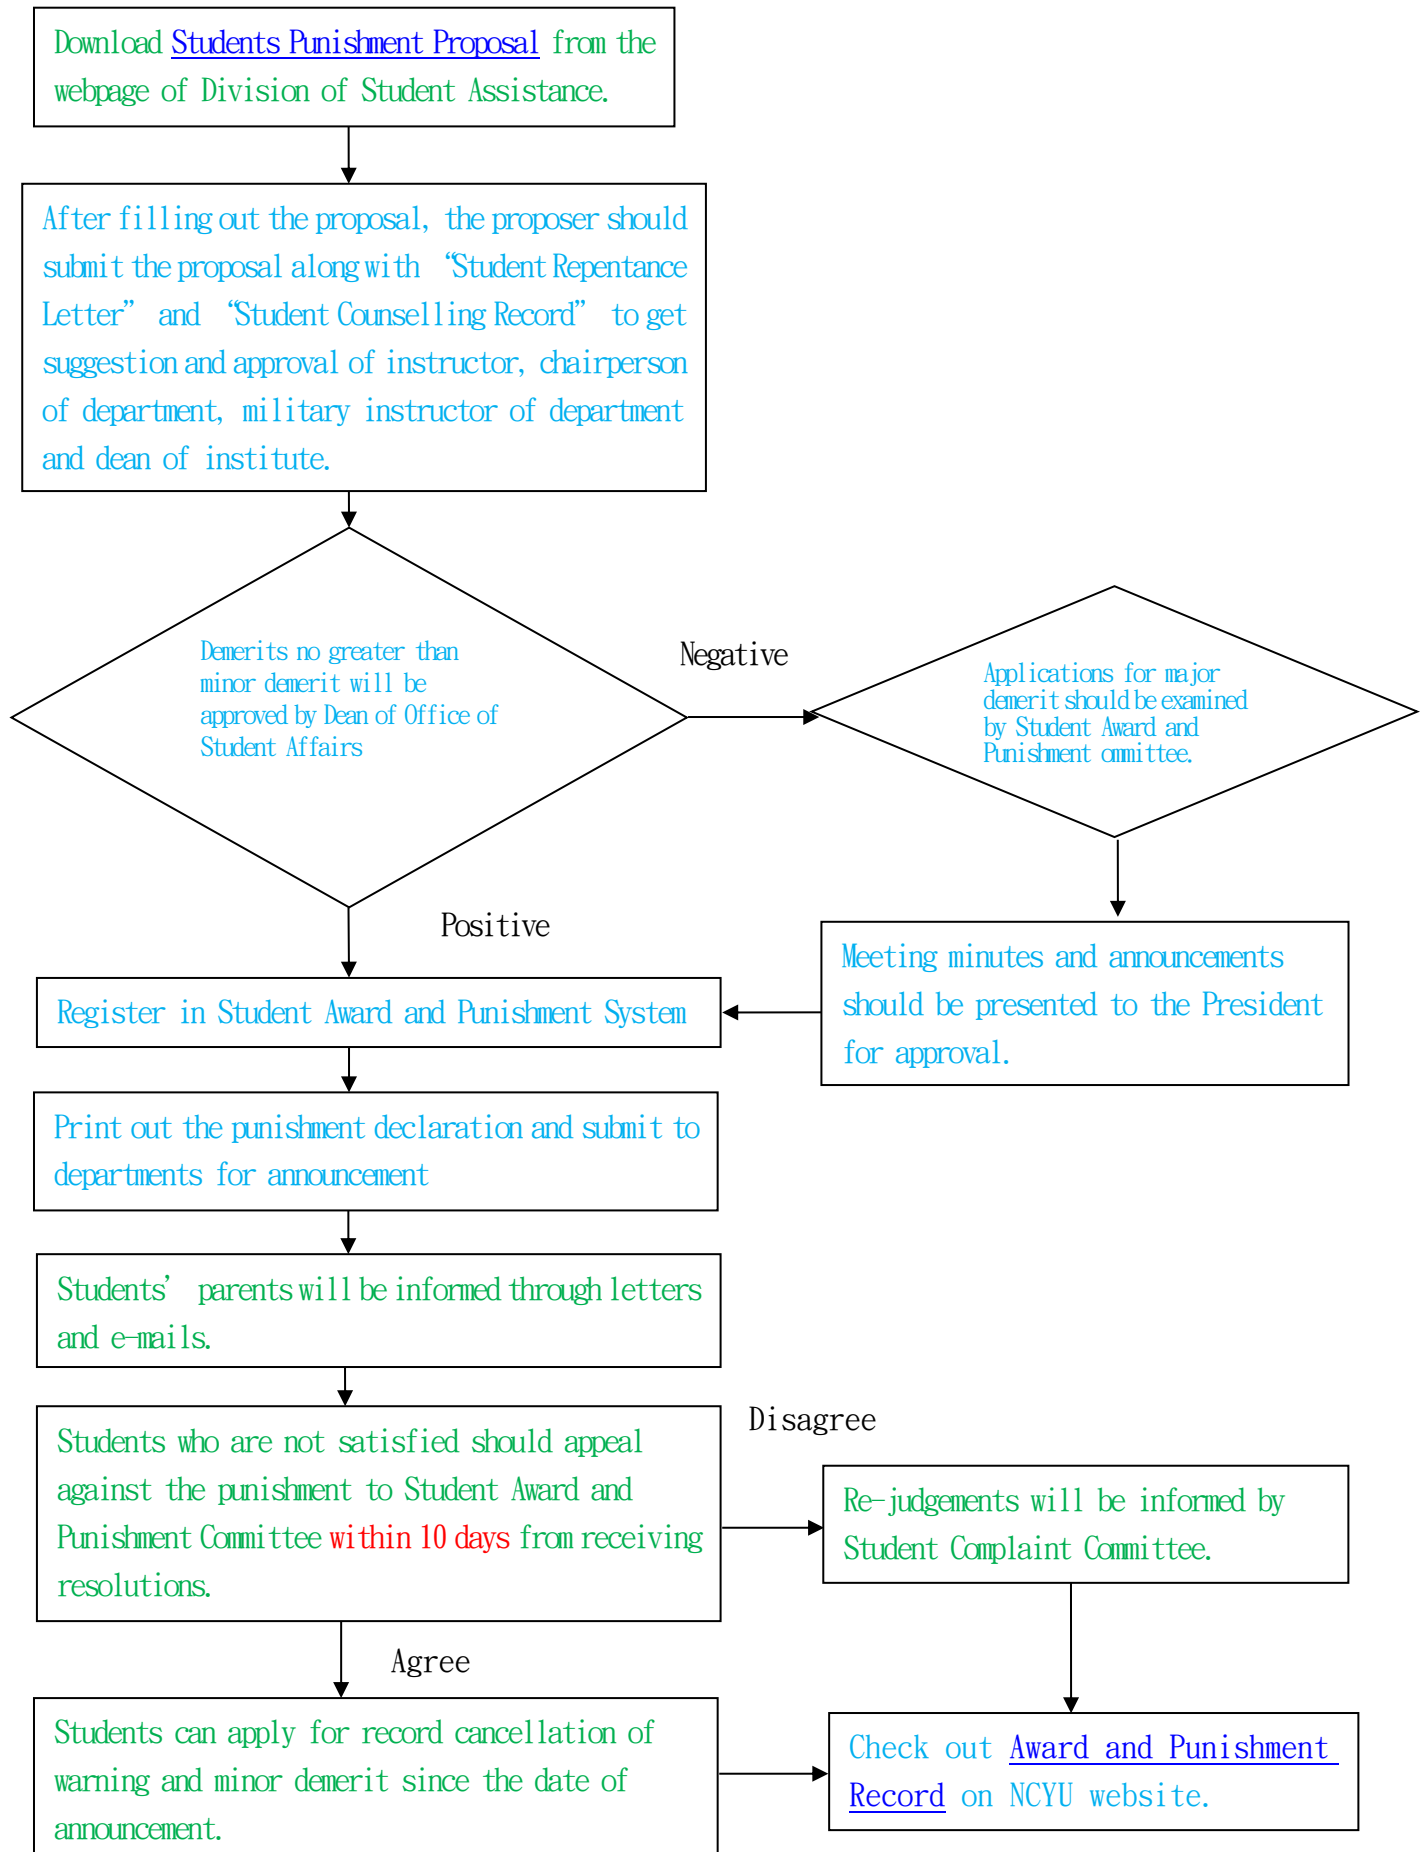 Download Students Punishment Proposal from the
webpage of Division of Student Assistance.
After filling out the proposal, the proposer should
submit the proposal along with “Student Repentance
Letter” and “Student Counselling Record” to get
suggestion and approval of instructor, chairperson
of department, military instructor of department
and dean of institute.
Demerits no greater than
minor demerit will be
approved by Dean of Office of
Student Affairs
Negative
Applications for major
demerit should be examined
by Student Award and
Punishment ommittee.
Positive
Meeting minutes and announcements
should be presented to the President
for approval.
Register in Student Award and Punishment System
Print out the punishment declaration and submit to
departments for announcement
Students’ parents will be informed through letters
and e-mails.
Students who are not satisfied should appeal
against the punishment to Student Award and
Punishment Committee within 10 days from receiving
resolutions.
Disagree
Re-judgements will be informed by
Student Complaint Committee.
Agree
Students can apply for record cancellation of
warning and minor demerit since the date of
announcement.
Check out Award and Punishment
Record on NCYU website.